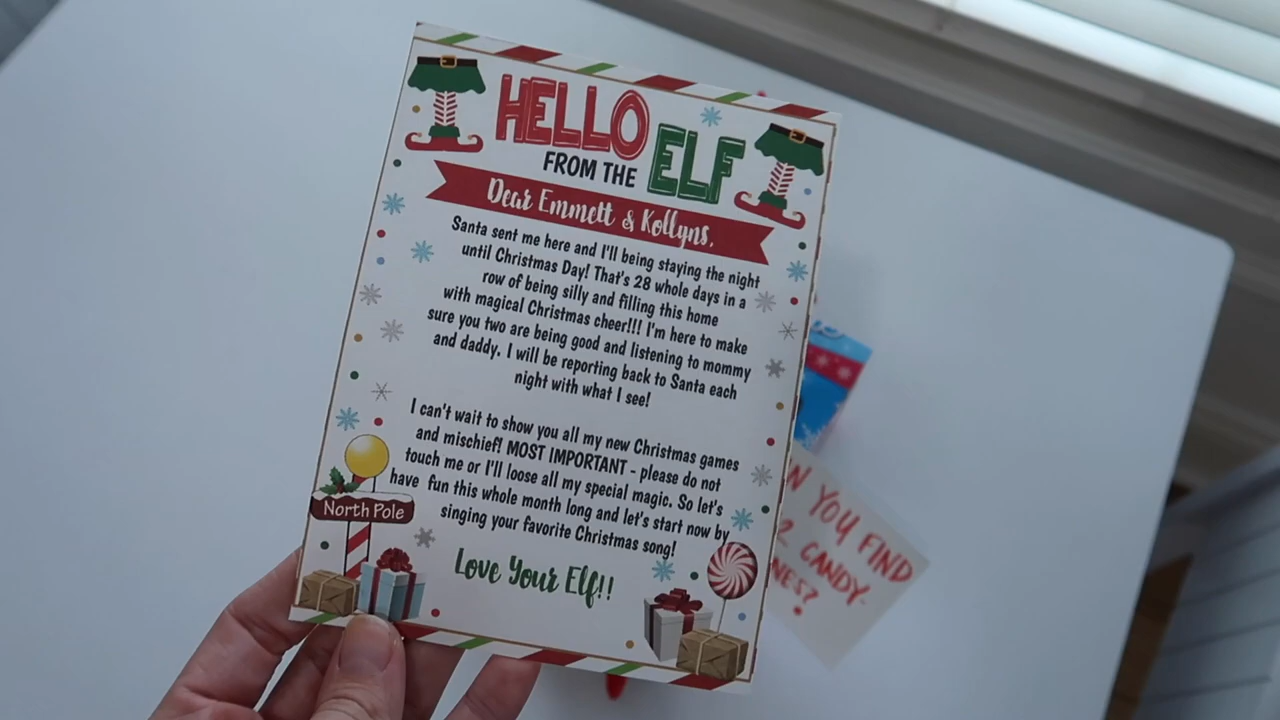 HELLO
FROM THE ELF
Dear Emmett & Kollyns,
Santa sent me here and I'll being staying the night
until Christmas Day! That's 28 whole days in a
row of being silly and filling this home
with magical Christmas cheer!!! I'm here to make
sure you two are being good and listening to mommy
and daddy. I will be reporting back to Santa each
night with what I see!
I can't wait to show you all my new Christmas games
and mischief! MOST IMPORTANT - please do not
touch me or I'll loose all my special magic. So let's
have fun this whole month long and let's start now by
singing your favorite Christmas song!
Love Your Elf!!
North Pole
YOU FIND
CANDY-